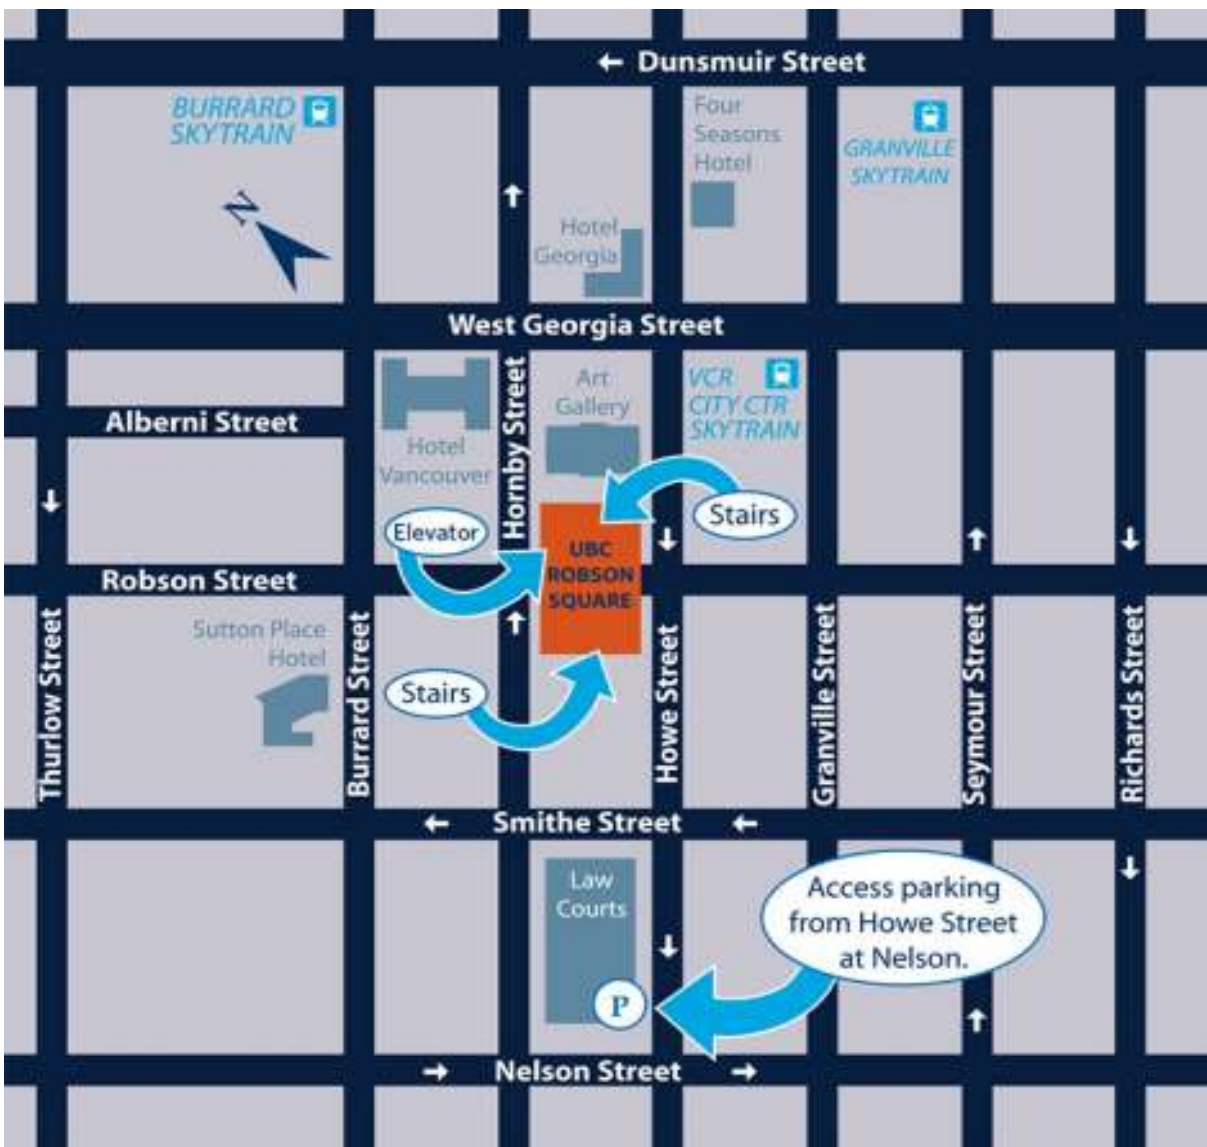 ← Dunsmuir Street
BURRARD
SKYTRAIN
Four
Seasons
Hotel
GRANVILLE
SKYTRAIN
N
Hotel
Georgia
West Georgia Street
Alberni Street
Hotel
Vancouver
Hornby Street
Art
Gallery
VCR
CITY CTR
SKYTRAIN
Elevator
Stairs
UBC
ROBSON
SQUARE
Robson Street
Sutton Place
Hotel
Stairs
Thurlow Street
Burrard Street
Howe Street
Granville Street
Seymour Street
Richards Street
← Smithe Street ←
Law
Courts
P
Access parking
from Howe Street
at Nelson.
→ Nelson Street →